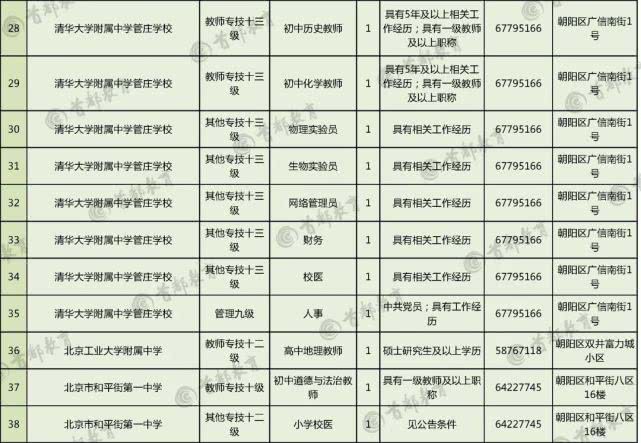 28 清华大学附属中学管庄学校 教师专技十三级 初中历史教师 1 具有5年及以上相关工作经历；具有一级教师及以上职称 67795166 朝阳区广信南街1号
29 清华大学附属中学管庄学校 教师专技十三级 初中化学教师 1 具有5年及以上相关工作经历；具有一级教师及以上职称 67795166 朝阳区广信南街1号
30 清华大学附属中学管庄学校 其他专技十三级 物理实验员 1 具有相关工作经历 67795166 朝阳区广信南街1号
31 清华大学附属中学管庄学校 其他专技十三级 生物实验员 1 具有相关工作经历 67795166 朝阳区广信南街1号
32 清华大学附属中学管庄学校 其他专技十三级 网络管理员 1 具有相关工作经历 67795166 朝阳区广信南街1号
33 清华大学附属中学管庄学校 其他专技十三级 财务 1 具有相关工作经历 67795166 朝阳区广信南街1号
34 清华大学附属中学管庄学校 其他专技十三级 校医 1 具有相关工作经历 67795166 朝阳区广信南街1号
35 清华大学附属中学管庄学校 管理九级 人事 1 中共党员；具有工作经历 67795166 朝阳区广信南街1号
36 北京工业大学附属中学 教师专技十二级 高中地理教师 1 硕士研究生及以上学历 58767118 朝阳区双井富力城小区
37 北京市和平街第一中学 教师专技十级 初中道德与法治教师 1 具有一级教师及以上职称 64227745 朝阳区和平街八区16楼
38 北京市和平街第一中学 其他专技十二级 小学校医 1 见公告条件 64227745 朝阳区和平街八区16楼
首都教育